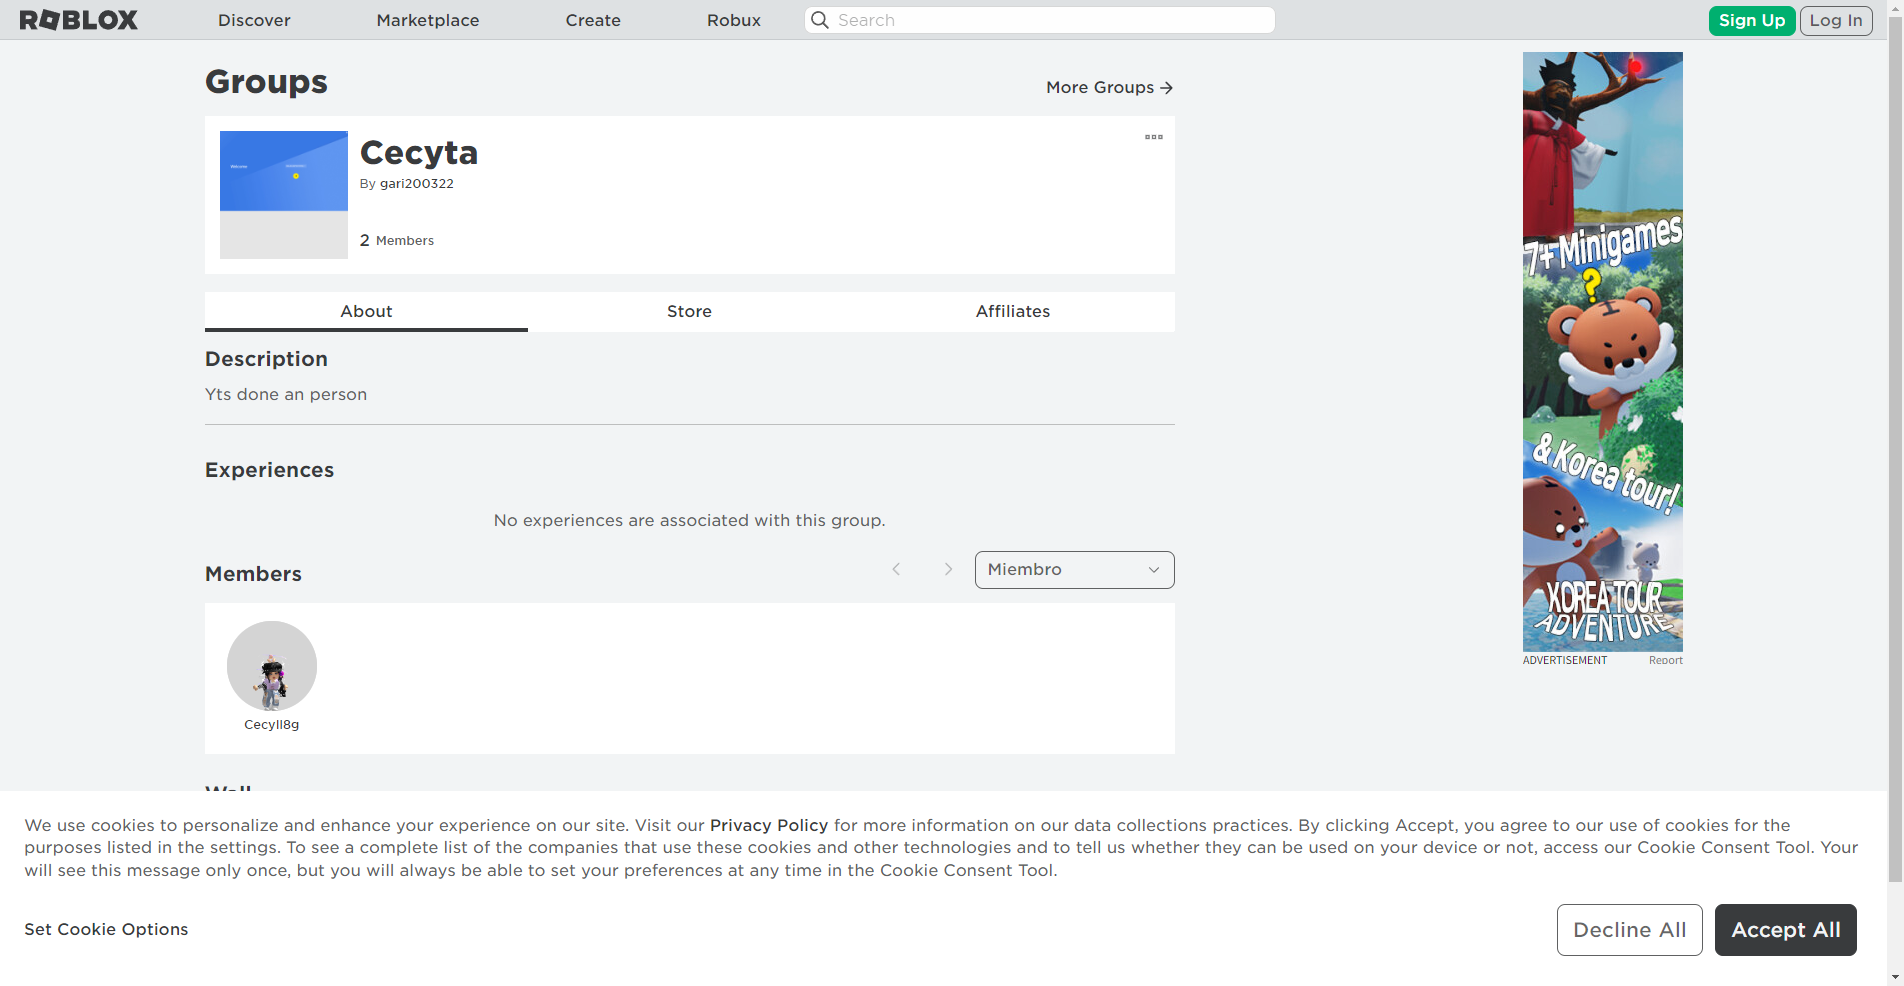 ROBLOX
Discover
Marketplace
Create
Robux
Search
Sign Up
Log In
Groups
More Groups →
Cecyta
By gari200322
2 Members
About
Store
Affiliates
Description
Yts done an person
Experiences
No experiences are associated with this group.
Members
Miembro
Cecyll8g
Wall
7+ Minigames
?
& Korea tour!
KOREA TOUR
ADVENTURE
ADVERTISEMENT
Report
We use cookies to personalize and enhance your experience on our site. Visit our Privacy Policy for more information on our data collections practices. By clicking Accept, you agree to our use of cookies for the
purposes listed in the settings. To see a complete list of the companies that use these cookies and other technologies and to tell us whether they can be used on your device or not, access our Cookie Consent Tool. Your
will see this message only once, but you will always be able to set your preferences at any time in the Cookie Consent Tool.
Set Cookie Options
Decline All
Accept All